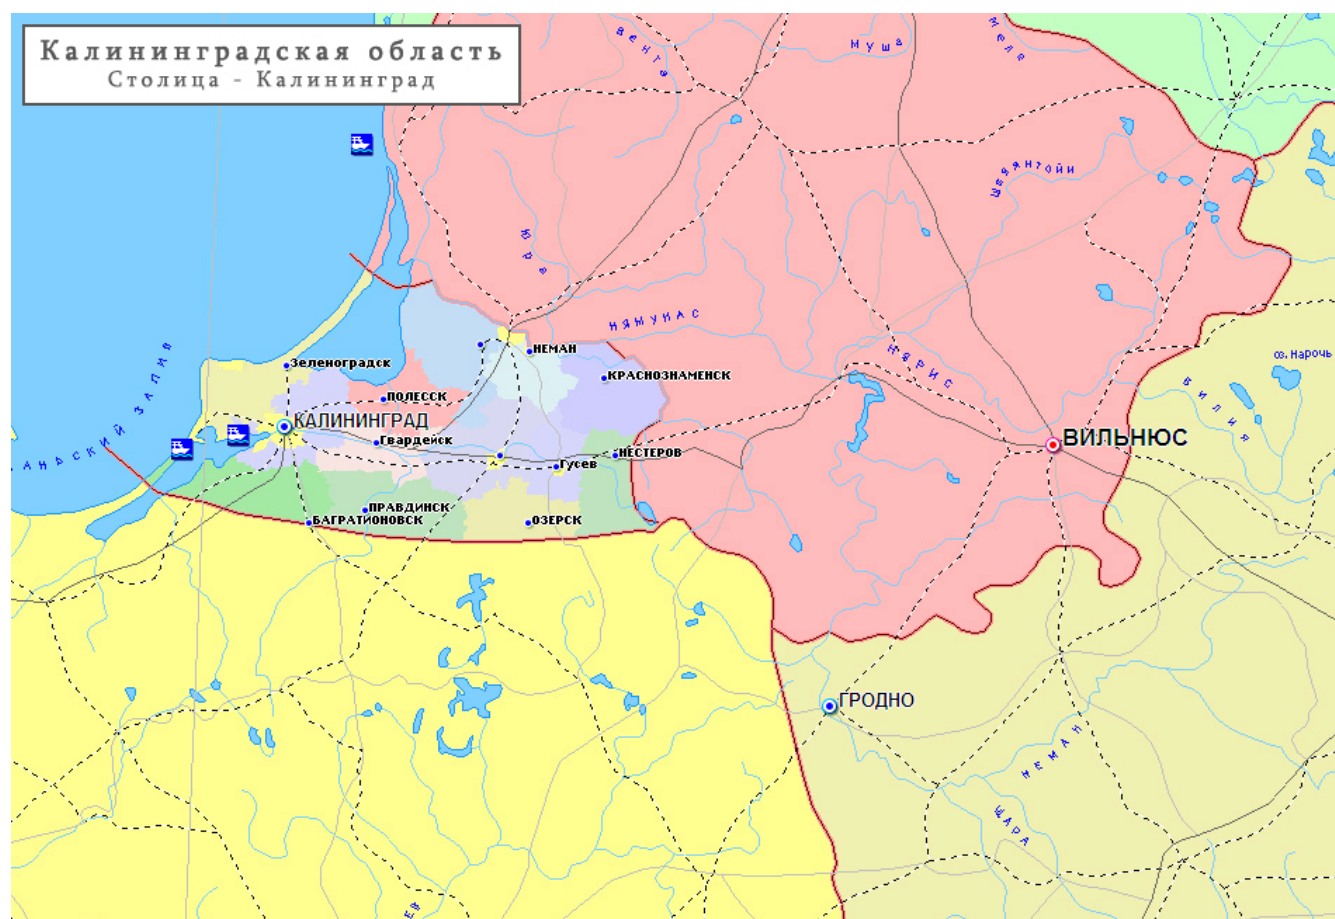 Калининградская область
Столица - Калининград
вента
Муша
Меле
Швянтойи
Юра
НЯМУНАС
НЯРИС
оз. Нарочь
ВИЛИЯ
НЕМАН
КРАСНОЗНАМЕНСК
Зеленоградск
ПОЛЕССК
КАЛИНИНГРАД
Гвардейск
НЕСТЕРОВ
Гусев
ВИЛЬНЮС
ПРАВДИНСК
БАГРАТИОНОВСК
ОЗЕРСК
ЗАЛИВ
ГРОДНО
НЕМАН
ЩАРА